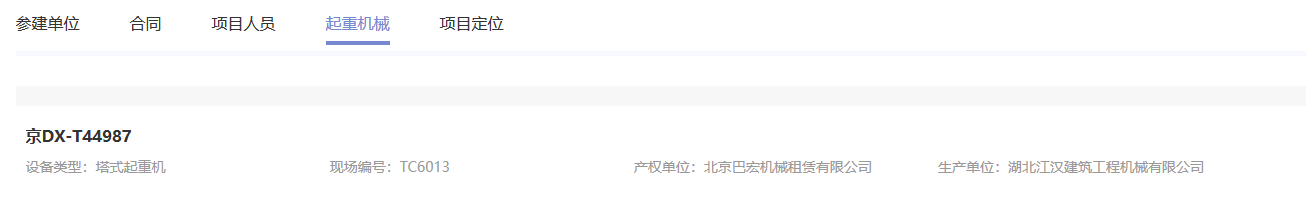 参建单位 合同 项目人员 起重机械 项目定位
京DX-T44987
设备类型：塔式起重机 现场编号：TC6013 产权单位：北京巴宏机械租赁有限公司 生产单位：湖北江汉建筑工程机械有限公司